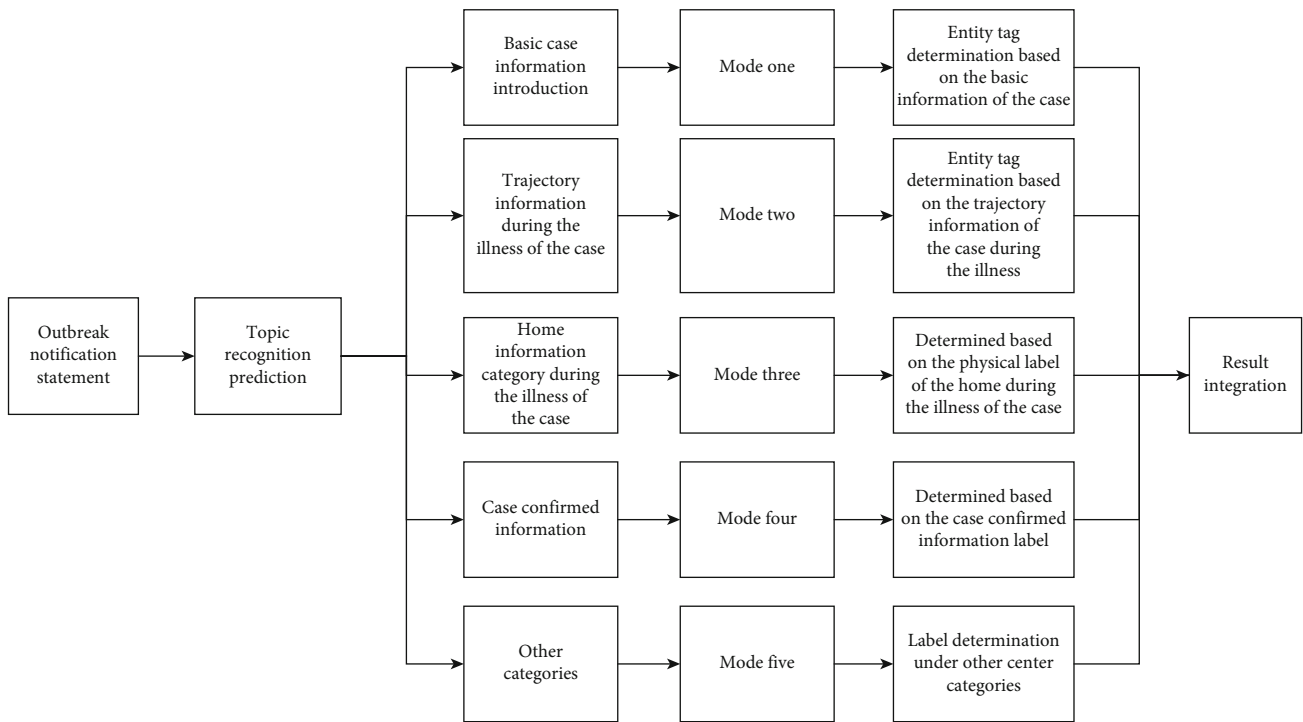 Outbreak
notification
statement
Topic
recognition
prediction
Basic case
information
introduction
Mode one
Entity tag
determination based
on the basic
information of the case
Trajectory
information
during the
illness of the case
Mode two
Entity tag
determination based
on the trajectory
information of
the case during
the illness
Home
information
category during
the illness of
the case
Mode three
Determined based
on the physical label
of the home during
the illness of the case
Case confirmed
information
Mode four
Determined based
on the case confirmed
information label
Other
categories
Mode five
Label determination
under other center
categories
Result
integration